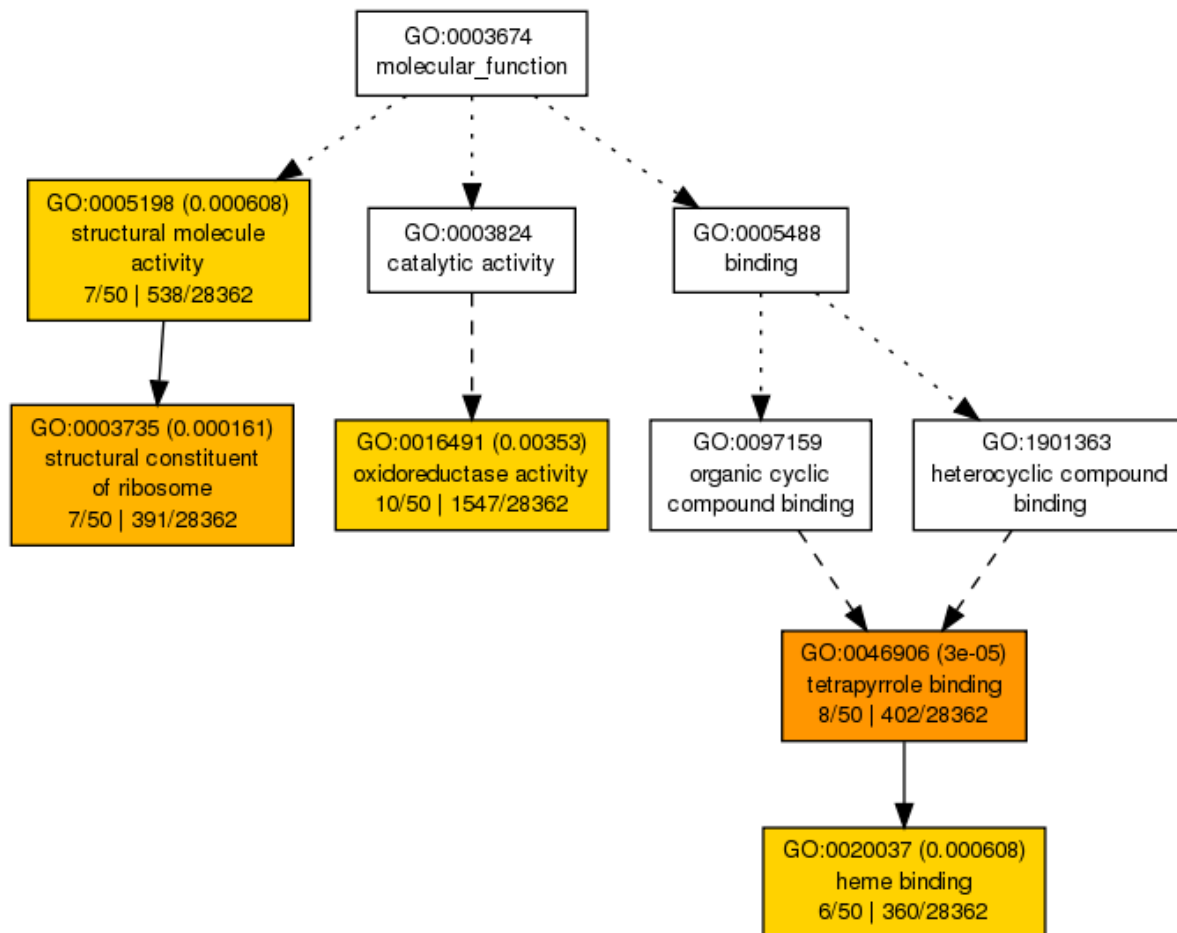 GO:0003674
molecular_function
GO:0005198 (0.000608)
structural molecule
activity
7/50 | 538/28362
GO:0003824
catalytic activity
GO:0005488
binding
GO:0003735 (0.000161)
structural constituent
of ribosome
7/50 | 391/28362
GO:0016491 (0.00353)
oxidoreductase activity
10/50 | 1547/28362
GO:0097159
organic cyclic
compound binding
GO:1901363
heterocyclic compound
binding
GO:0046906 (3e-05)
tetrapyrrole binding
8/50 | 402/28362
GO:0020037 (0.000608)
heme binding
6/50 | 360/28362